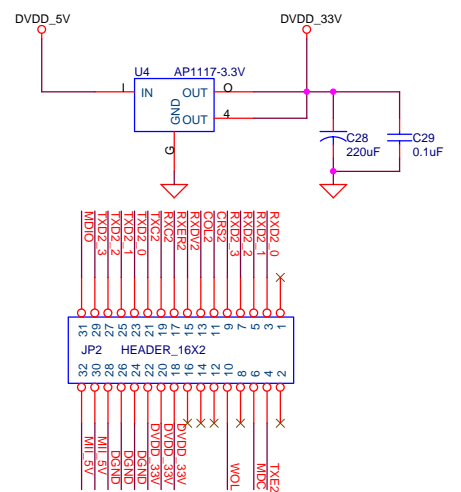 DVDD_5V
DVDD_33V
U4 AP1117-3.3V
I IN OUT O
GND
OUT 4
G
C28
220uF
C29
0.1uF
MDIO
TXD2_3
TXD2_2
TXD2_1
TXD2_0
TXC2
RXC2
RXER2
RXDV2
COL2
CRS2
RXD2_3
RXD2_2
RXD2_1
RXD2_0
31 29 27 25 23 21 19 17 15 13 11 9 7 5 3 1
JP2 HEADER_16X2
32 30 28 26 24 22 20 18 16 14 12 10 8 6 4 2
MII_5V
MII_5V
DGND
DGND
DGND
DVDD_33V
DVDD_33V
DVDD_33V
WOL
MDC
TXE2